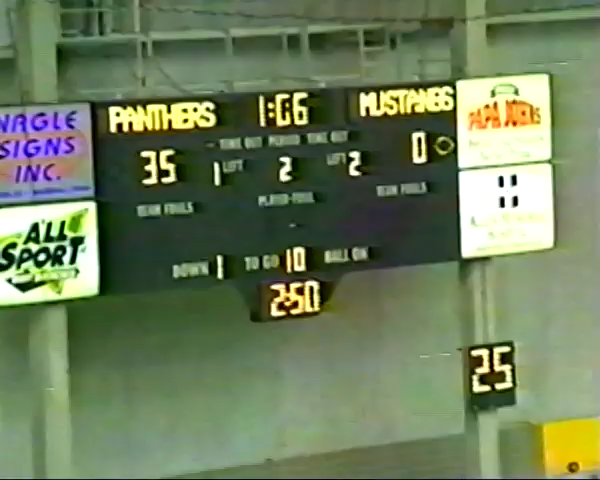 NAGLE
SIGNS
INC.
ALL
SPORT
PANTHERS 1:06 MUSTANGS
TIME OUT PERIOD TIME OUT
35 1 LEFT 2 LEFT 2 0
TEAM FOULS PLAYER-FOUL TEAM FOULS
DOWN 1 TO GO 10 BALL ON
2:50
PAPA JOHN'S
25